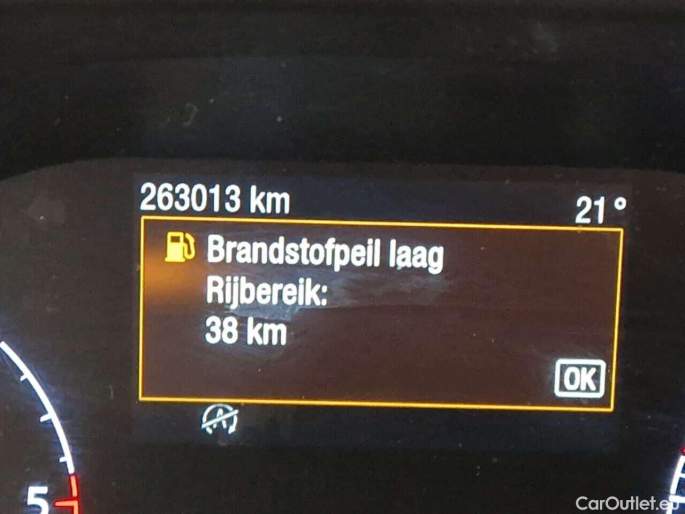 263013 km 21°
Brandstofpeil laag
Rijbereik:
38 km
OK
A
5
CarOutlet.eu